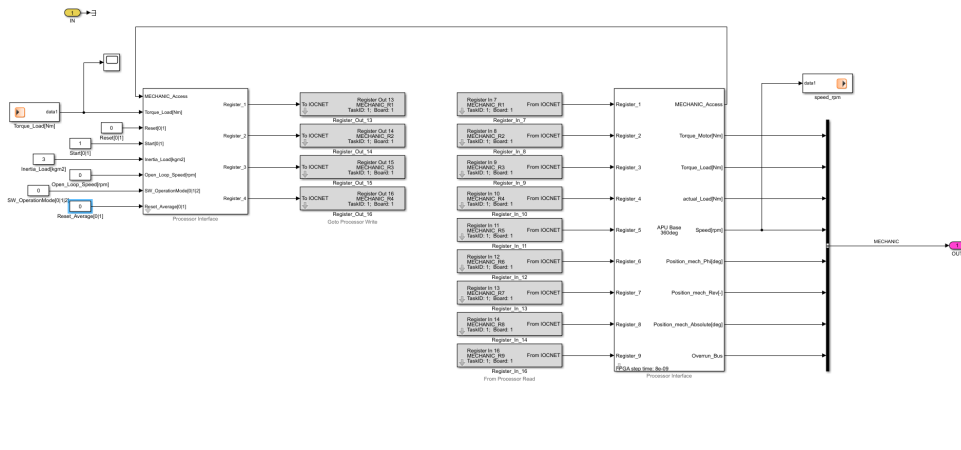 1
IN
data1
Torque_Load[Nm]
0
Reset[0|1]
1
Start[0|1]
3
Inertia_Load[kgm2]
0
Open_Loop_Speed[rpm]
0
SW_OperationMode[0|1|2]
0
Reset_Average[0|1]
MECHANIC_Access
Torque_Load[Nm]
Reset[0|1]
Start[0|1]
Inertia_Load[kgm2]
Open_Loop_Speed[rpm]
SW_OperationMode[0|1|2]
Reset_Average[0|1]
Register_1
Register_2
Register_3
Register_4
Processor Interface
To IOCNET
Register Out 13
MECHANIC_R1
TaskID: 1; Board: 1
Register_Out_13
To IOCNET
Register Out 14
MECHANIC_R2
TaskID: 1; Board: 1
Register_Out_14
To IOCNET
Register Out 15
MECHANIC_R3
TaskID: 1; Board: 1
Register_Out_15
To IOCNET
Register Out 16
MECHANIC_R4
TaskID: 1; Board: 1
Register_Out_16
Goto Processor Write
Register In 7
MECHANIC_R1
TaskID: 1; Board: 1
From IOCNET
Register_In_7
Register In 8
MECHANIC_R2
TaskID: 1; Board: 1
From IOCNET
Register_In_8
Register In 9
MECHANIC_R3
TaskID: 1; Board: 1
From IOCNET
Register_In_9
Register In 10
MECHANIC_R4
TaskID: 1; Board: 1
From IOCNET
Register_In_10
Register In 11
MECHANIC_R5
TaskID: 1; Board: 1
From IOCNET
Register_In_11
Register In 12
MECHANIC_R6
TaskID: 1; Board: 1
From IOCNET
Register_In_12
Register In 13
MECHANIC_R7
TaskID: 1; Board: 1
From IOCNET
Register_In_13
Register In 14
MECHANIC_R8
TaskID: 1; Board: 1
From IOCNET
Register_In_14
Register In 16
MECHANIC_R9
TaskID: 1; Board: 1
From IOCNET
Register_In_16
From Processor Read
Register_1
Register_2
Register_3
Register_4
Register_5
Register_6
Register_7
Register_8
Register_9
APU Base
360deg
MECHANIC_Access
Torque_Motor[Nm]
Torque_Load[Nm]
actual_Load[Nm]
Speed[rpm]
Position_mech_Phi[deg]
Position_mech_Rev[-]
Position_mech_Absolute[deg]
Overrun_Bus
FPGA step time: 8e-09
Processor Interface
data1
speed_rpm
MECHANIC
1
OUT